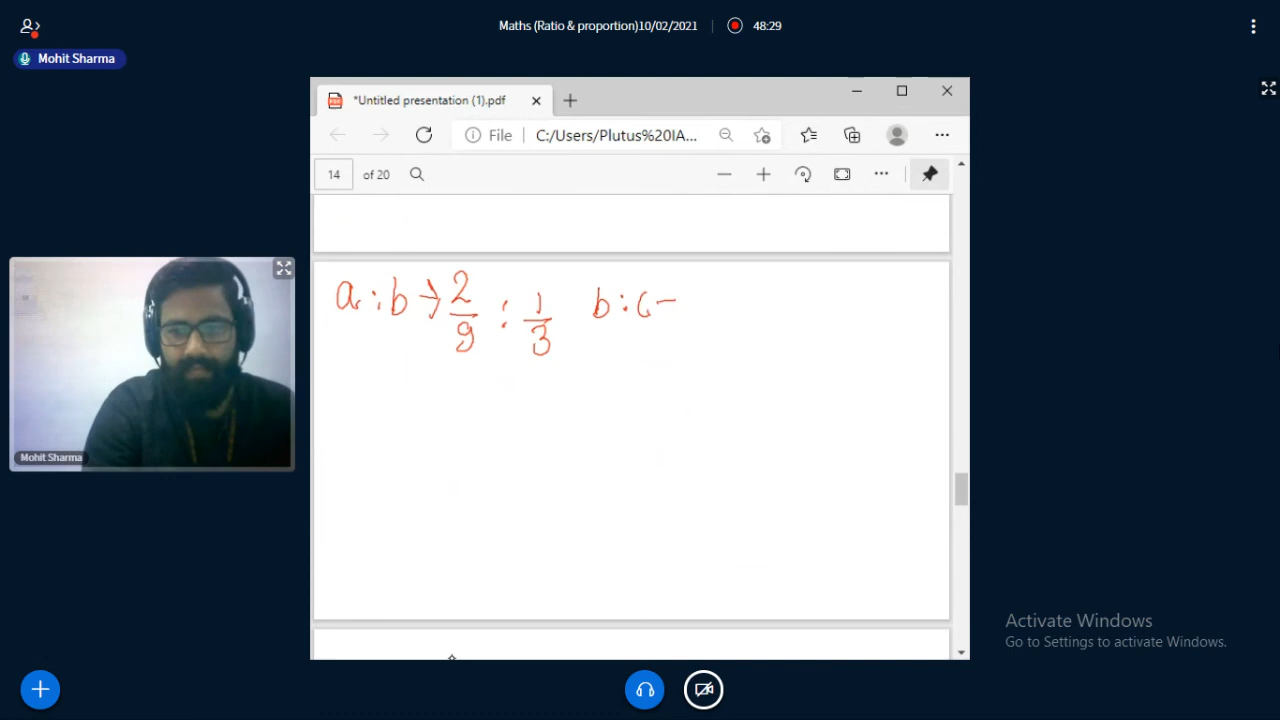 Maths (Ratio & proportion)10/02/2021 48:29
Mohit Sharma
*Untitled presentation (1).pdf
File C:/Users/Plutus%20IA...
14 of 20
a:b → 2/9 : 1/3 b:c-
Mohit Sharma
Activate Windows
Go to Settings to activate Windows.